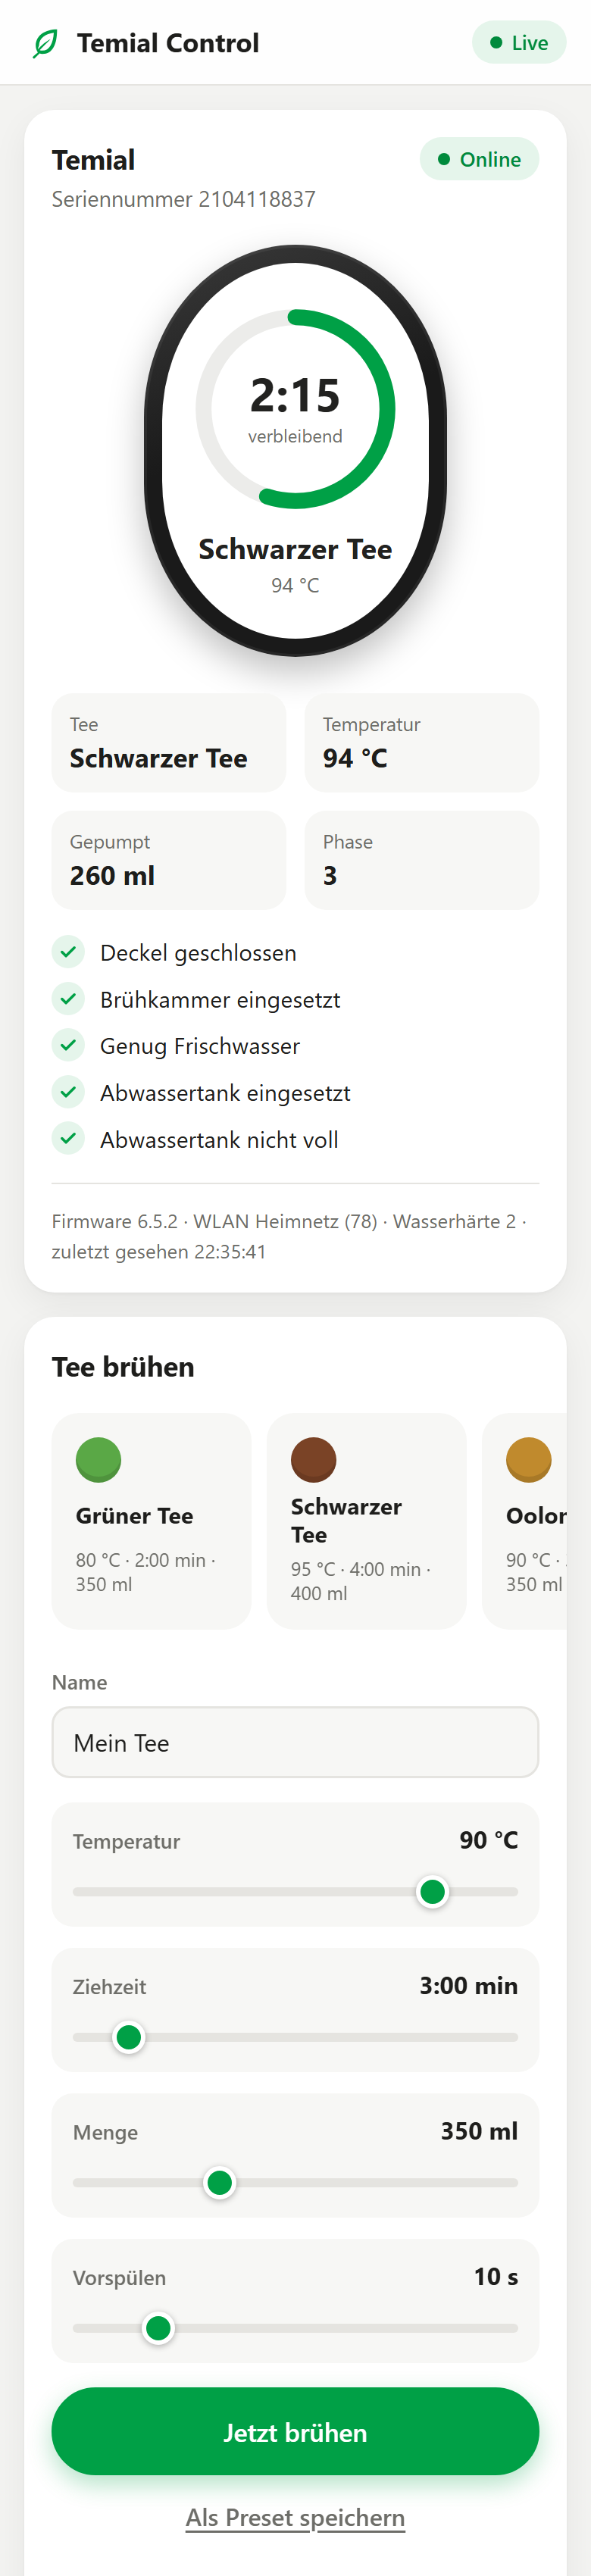 Temial Control
Live
Temial
Online
Seriennummer 2104118837
2:15
verbleibend
Schwarzer Tee
94 °C
Tee
Schwarzer Tee
Temperatur
94 °C
Gepumpt
260 ml
Phase
3
Deckel geschlossen
Brühkammer eingesetzt
Genug Frischwasser
Abwassertank eingesetzt
Abwassertank nicht voll
Firmware 6.5.2 · WLAN Heimnetz (78) · Wasserhärte 2 ·
zuletzt gesehen 22:35:41
Tee brühen
Grüner Tee
80 °C · 2:00 min ·
350 ml
Schwarzer
Tee
95 °C · 4:00 min ·
400 ml
90 °C ·
350 ml
Name
Mein Tee
Temperatur
90 °C
Ziehzeit
3:00 min
Menge
350 ml
Vorspülen
10 s
Jetzt brühen
Als Preset speichern